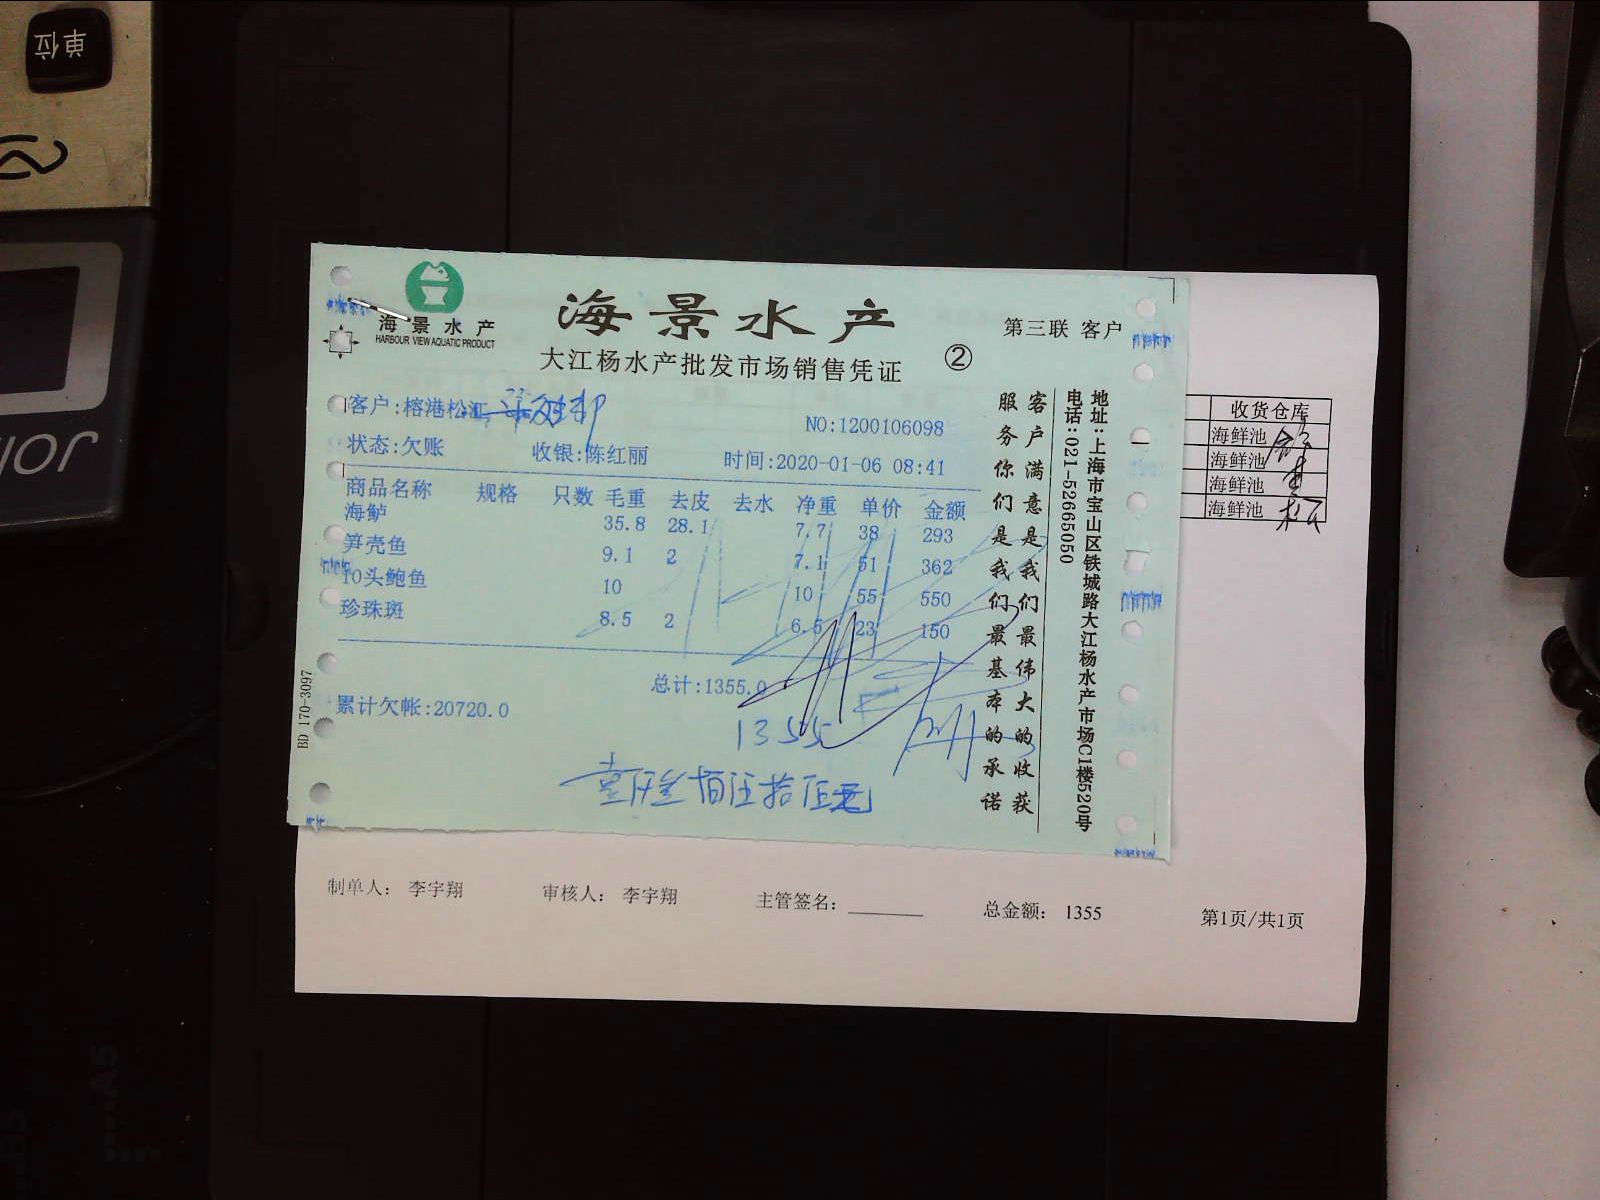 单位
海景水产
HARBOUR VIEW AQUATIC PRODUCT
海景水产
大江杨水产批发市场销售凭证
②
第三联 客户
客户:榕港松江
NO:1200106098
状态:欠账 收银:陈红丽 时间:2020-01-06 08:41
商品名称 规格 只数 毛重 去皮 去水 净重 单价 金额
海鲈 35.8 28.1 7.7 38 293
笋壳鱼 9.1 2 7.1 51 362
10头鲍鱼 10 10 55 550
珍珠斑 8.5 2 6.5 23 150
总计:1355.0
累计欠帐:20720.0
1355
壹仟叁佰伍拾伍元
客户满意是我们最伟大的收获
服务你们是我们最基本的承诺
地址:上海市宝山区铁城路大江杨水产市场C1楼520号
电话:021-52665050
BD 170-3097
收货仓库
海鲜池
海鲜池
海鲜池
海鲜池
制单人: 李宇翔 审核人: 李宇翔 主管签名: 总金额: 1355 第1页/共1页